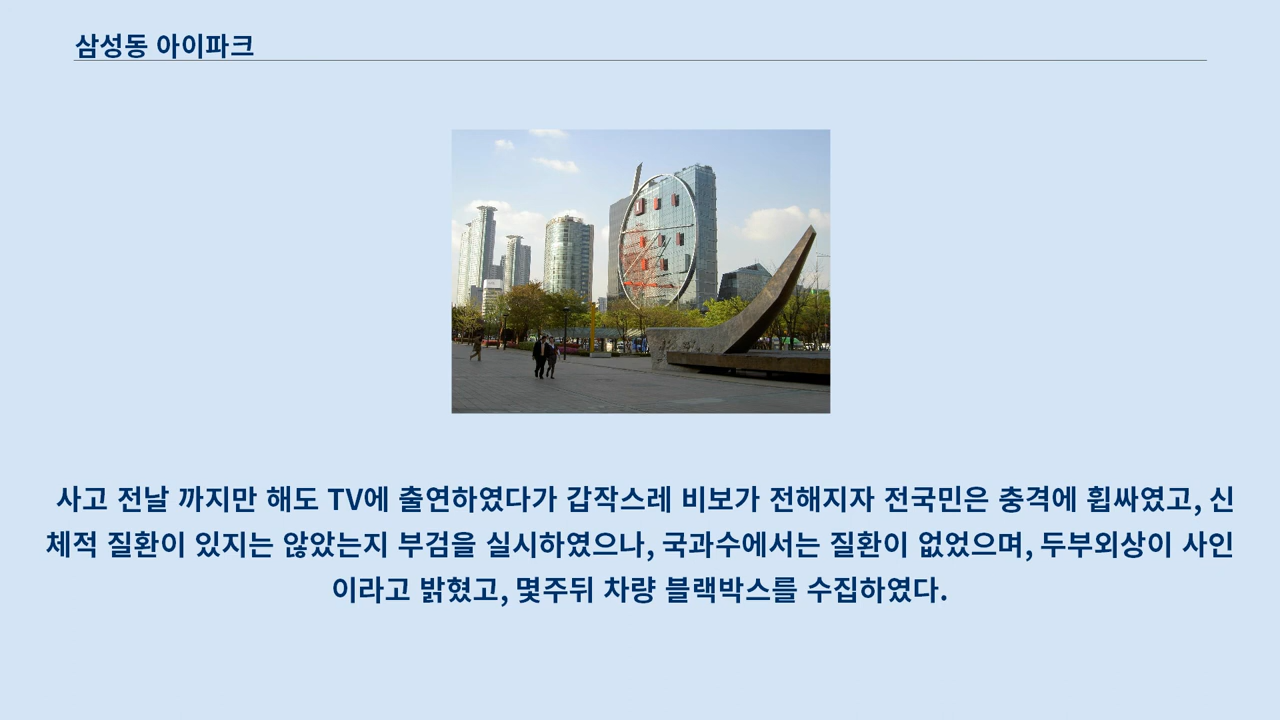 삼성동 아이파크
사고 전날 까지만 해도 TV에 출연하였다가 갑작스레 비보가 전해지자 전국민은 충격에 휩싸였고, 신
체적 질환이 있지는 않았는지 부검을 실시하였으나, 국과수에서는 질환이 없었으며, 두부외상이 사인
이라고 밝혔고, 몇주뒤 차량 블랙박스를 수집하였다.